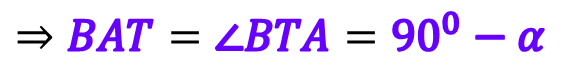 ⇒ BAT = ∠BTA = 90⁰ − α